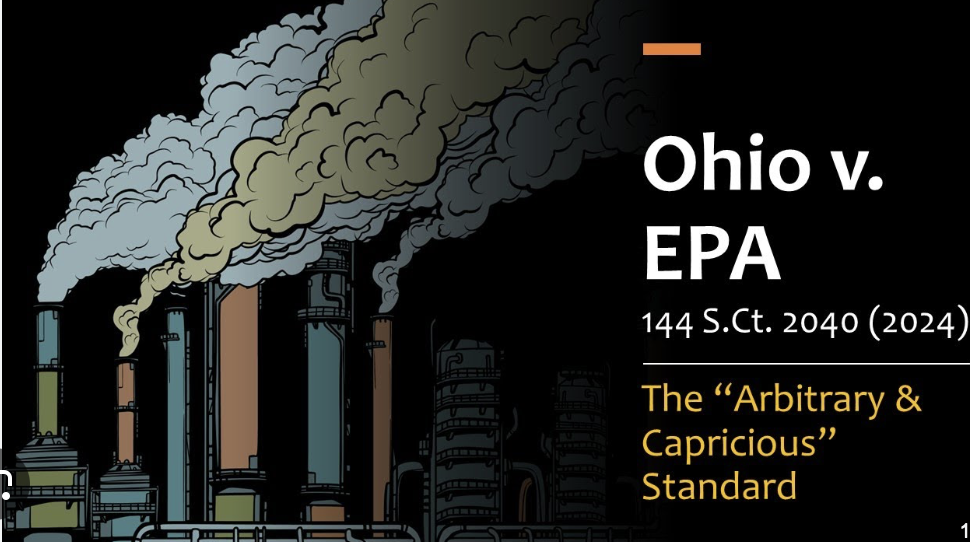 Ohio v.
EPA
144 S.Ct. 2040 (2024)
The “Arbitrary &
Capricious”
Standard
1